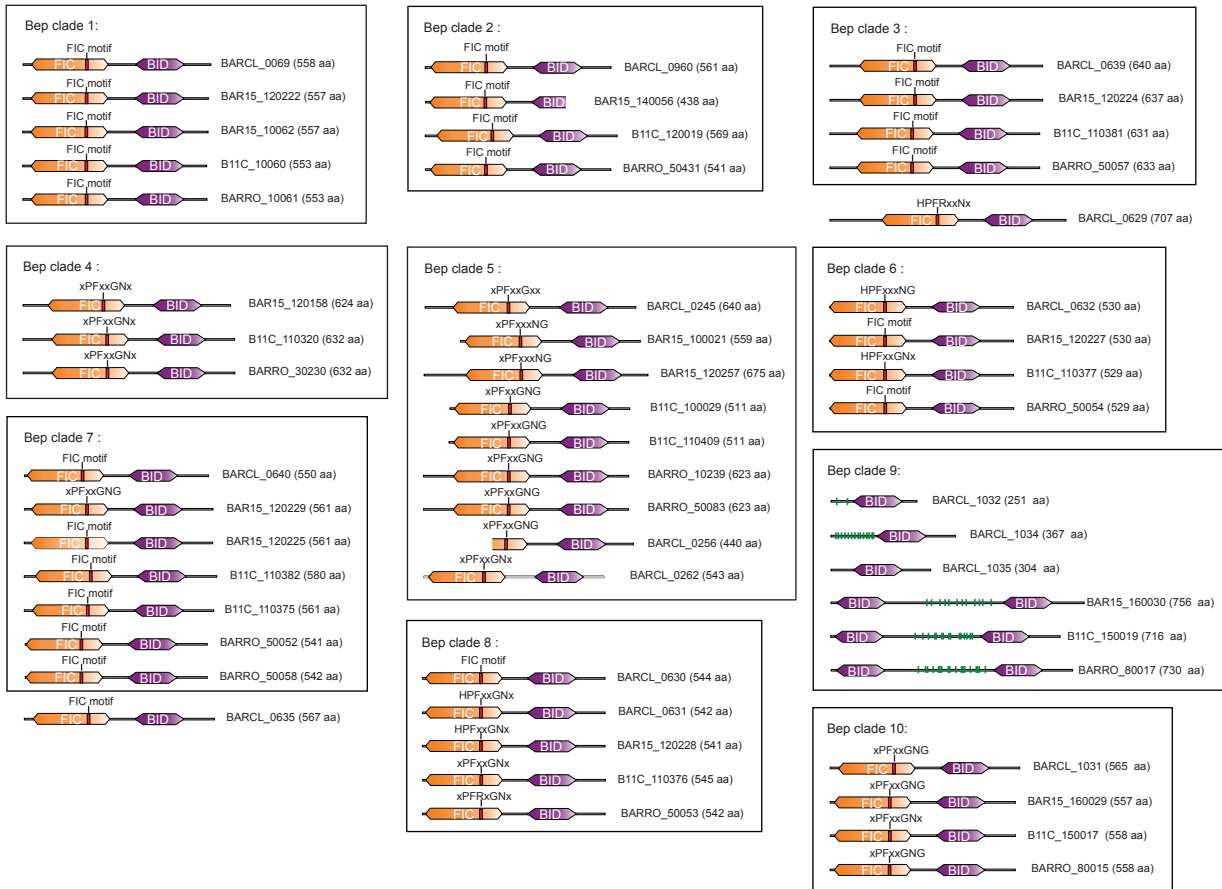 Bep clade 1:
FIC motif
FIC BID BARCL_0069 (558 aa)
FIC motif
FIC BID BAR15_120222 (557 aa)
FIC motif
FIC BID BAR15_10062 (557 aa)
FIC motif
FIC BID B11C_10060 (553 aa)
FIC motif
FIC BID BARRO_10061 (553 aa)
Bep clade 2 :
FIC motif
FIC BID BARCL_0960 (561 aa)
FIC motif
FIC BID BAR15_140056 (438 aa)
FIC motif
FIC BID B11C_120019 (569 aa)
FIC motif
FIC BID BARRO_50431 (541 aa)
Bep clade 3 :
FIC motif
FIC BID BARCL_0639 (640 aa)
FIC motif
FIC BID BAR15_120224 (637 aa)
FIC motif
FIC BID B11C_110381 (631 aa)
FIC motif
FIC BID BARRO_50057 (633 aa)
HPFRxxNx
FIC BID BARCL_0629 (707 aa)
Bep clade 4 :
xPFxxGNx
FIC BID BAR15_120158 (624 aa)
xPFxxGNx
FIC BID B11C_110320 (632 aa)
xPFxxGNx
FIC BID BARRO_30230 (632 aa)
Bep clade 5 :
xPFxxGxx
FIC BID BARCL_0245 (640 aa)
xPFxxxNG
FIC BID BAR15_100021 (559 aa)
xPFxxxNG
FIC BID BAR15_120257 (675 aa)
xPFxxGNG
FIC BID B11C_100029 (511 aa)
xPFxxGNG
FIC BID B11C_110409 (511 aa)
xPFxxGNG
FIC BID BARRO_10239 (623 aa)
xPFxxGNG
FIC BID BARRO_50083 (623 aa)
xPFxxGNG
FIC BID BARCL_0256 (440 aa)
xPFxxGNx
FIC BID BARCL_0262 (543 aa)
Bep clade 6 :
HPFxxxNG
FIC BID BARCL_0632 (530 aa)
FIC motif
FIC BID BAR15_120227 (530 aa)
HPFxxGNx
FIC BID B11C_110377 (529 aa)
FIC motif
FIC BID BARRO_50054 (529 aa)
Bep clade 7 :
FIC motif
FIC BID BARCL_0640 (550 aa)
xPFxxGNG
FIC BID BAR15_120229 (561 aa)
FIC motif
FIC BID BAR15_120225 (561 aa)
FIC motif
FIC BID B11C_110382 (580 aa)
FIC motif
FIC BID B11C_110375 (561 aa)
FIC motif
FIC BID BARRO_50052 (541 aa)
FIC motif
FIC BID BARRO_50058 (542 aa)
FIC motif
FIC BID BARCL_0635 (567 aa)
Bep clade 8 :
FIC motif
FIC BID BARCL_0630 (544 aa)
HPFxxGNx
FIC BID BARCL_0631 (542 aa)
HPFxxGNx
FIC BID BAR15_120228 (541 aa)
xPFxxGNx
FIC BID B11C_110376 (545 aa)
xPFRxGNx
FIC BID BARRO_50053 (542 aa)
Bep clade 9:
BID BARCL_1032 (251 aa)
BID BARCL_1034 (367 aa)
BID BARCL_1035 (304 aa)
BID BID BAR15_160030 (756 aa)
BID BID B11C_150019 (716 aa)
BID BID BARRO_80017 (730 aa)
Bep clade 10:
xPFxxGNG
FIC BID BARCL_1031 (565 aa)
xPFxxGNG
FIC BID BAR15_160029 (557 aa)
xPFxxGNx
FIC BID B11C_150017 (558 aa)
xPFxxGNG
FIC BID BARRO_80015 (558 aa)